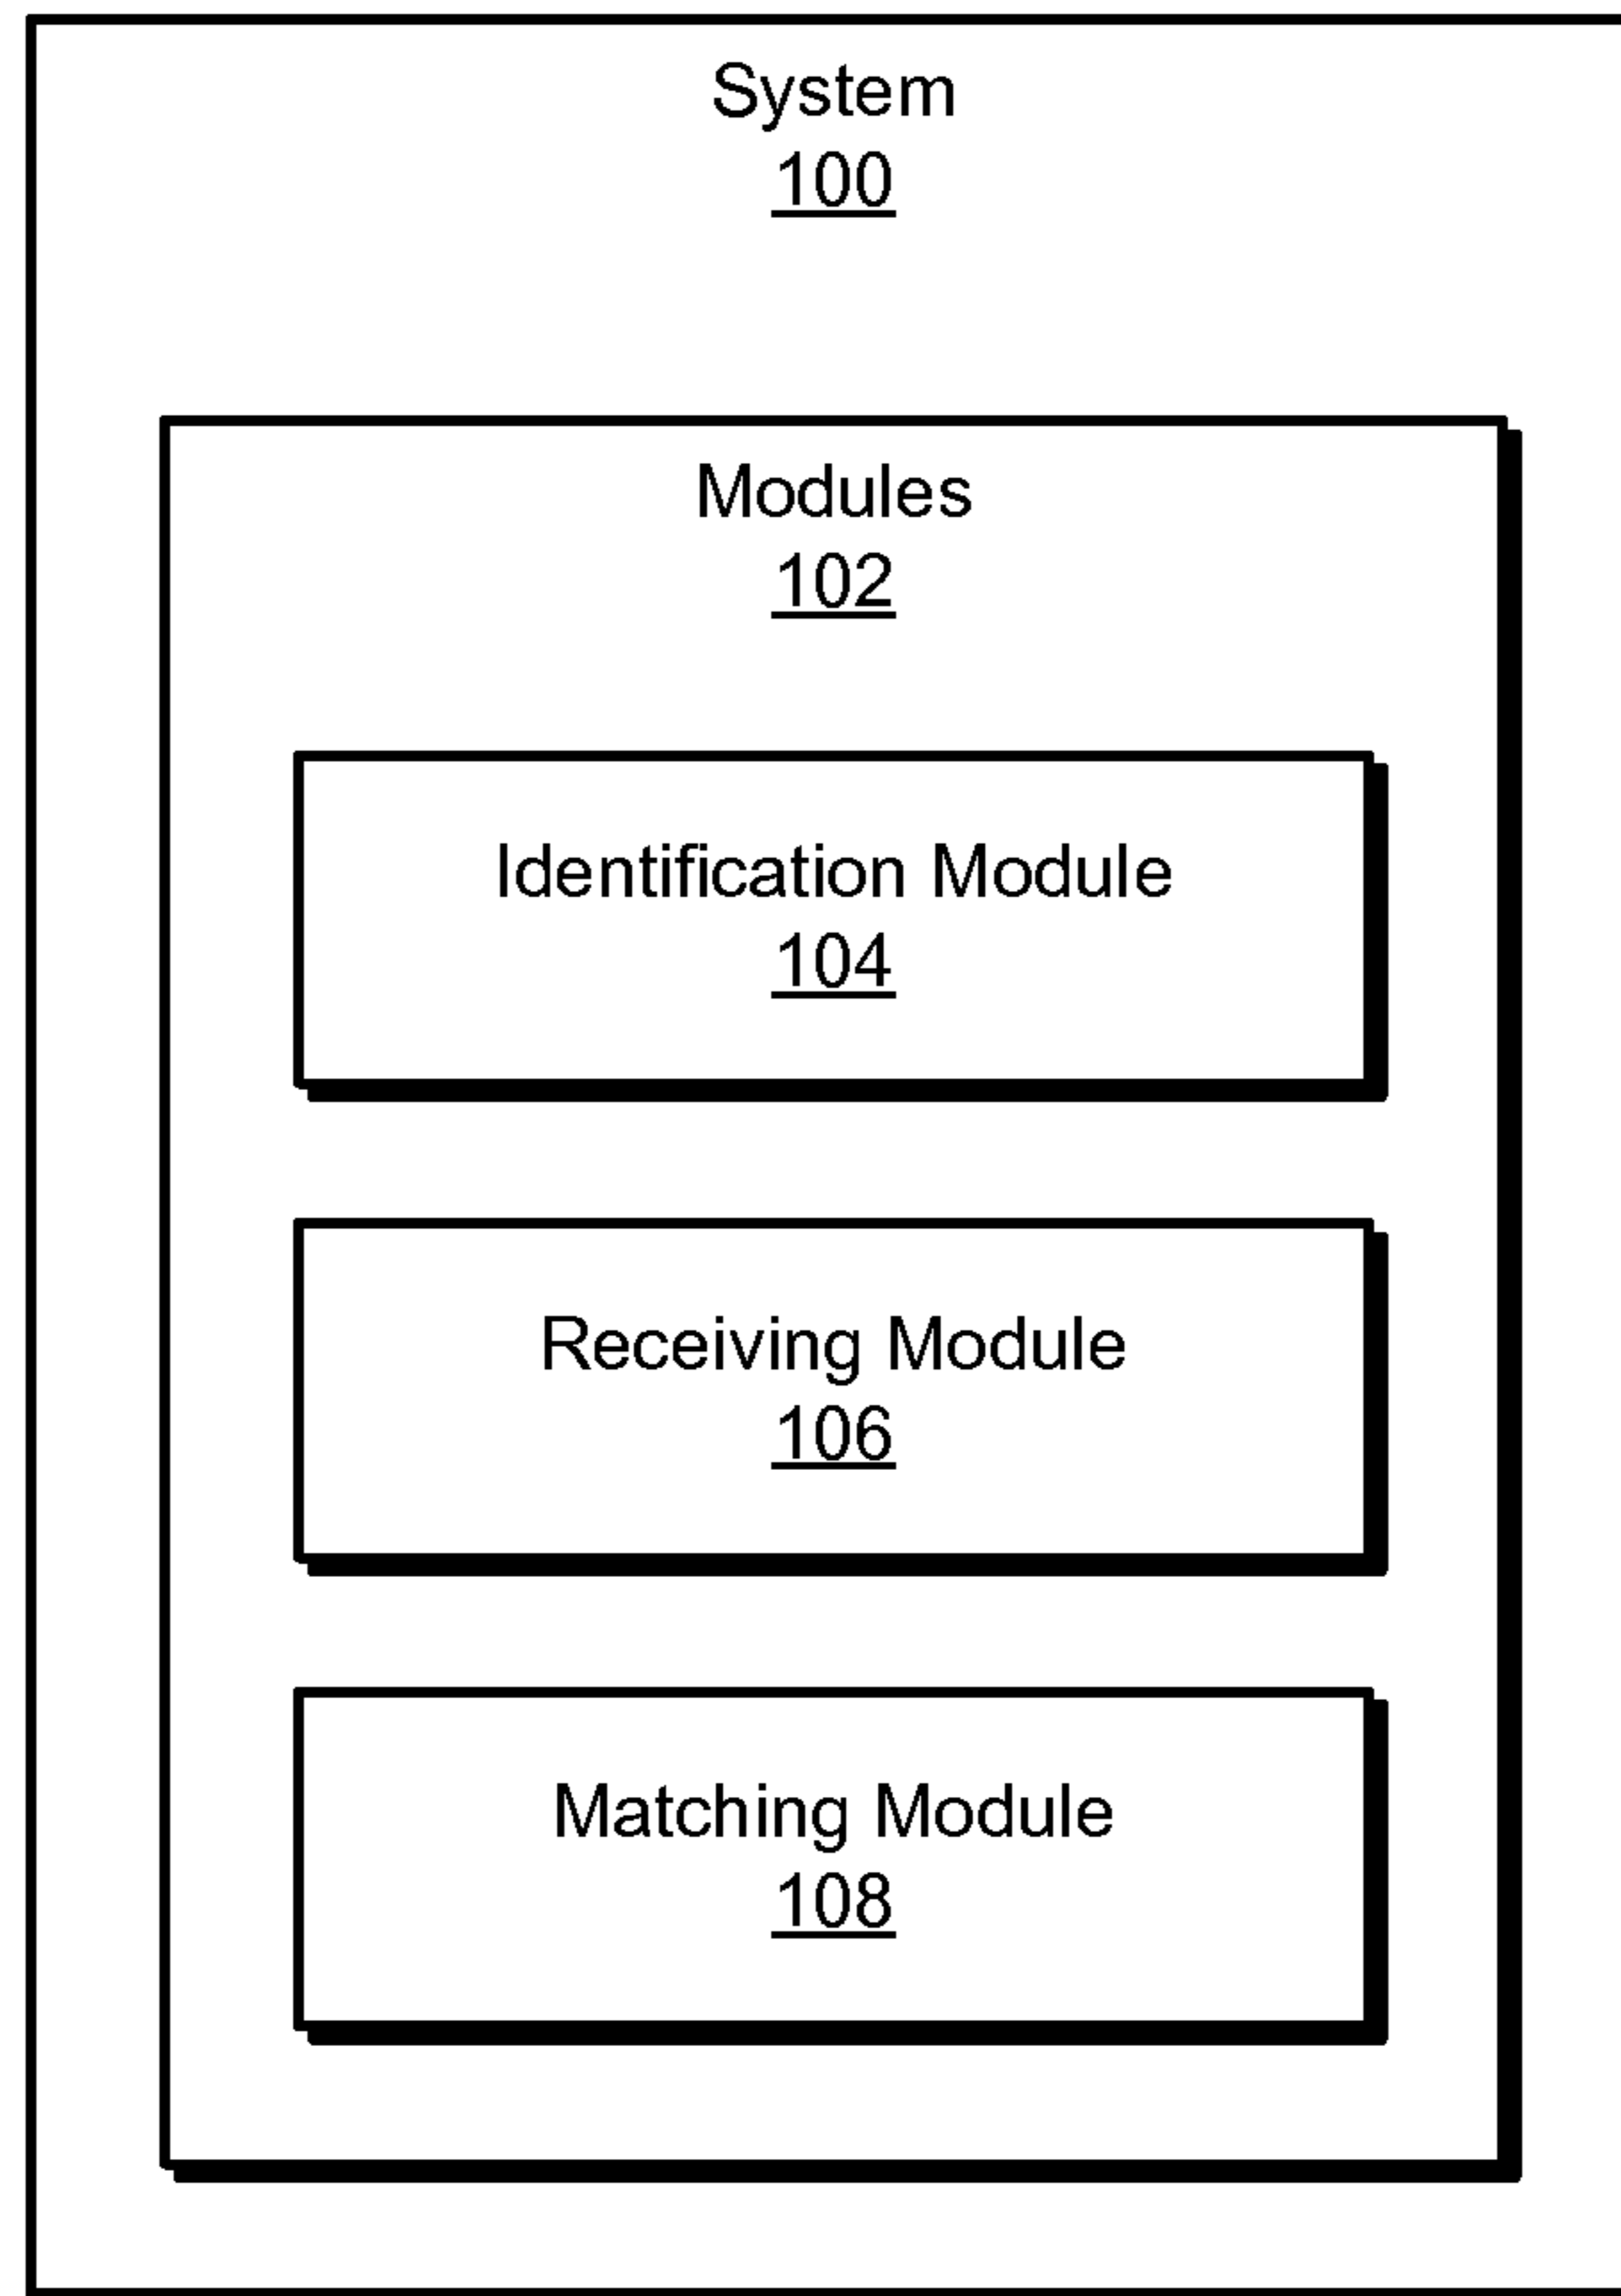 System
100
Modules
102
Identification Module
104
Receiving Module
106
Matching Module
108